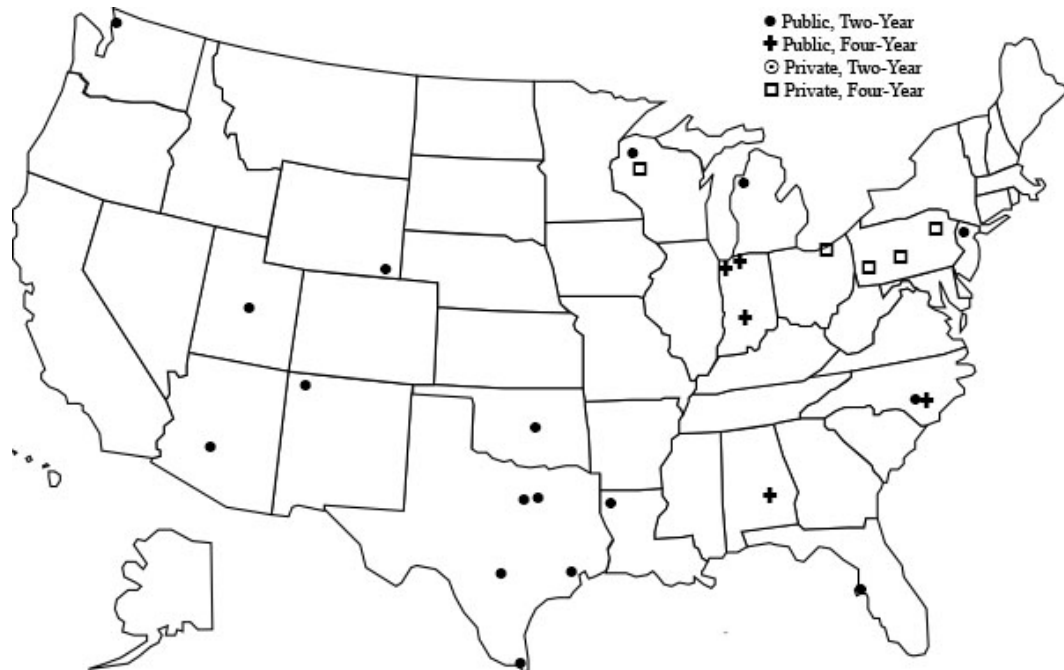 Public, Two-Year
Public, Four-Year
Private, Two-Year
Private, Four-Year